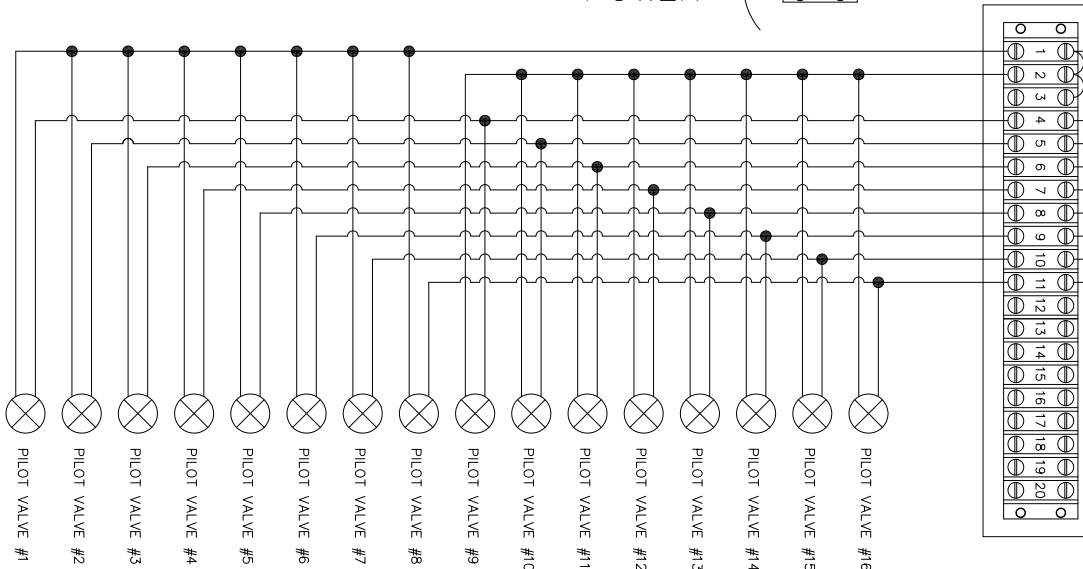 1
2
3
4
5
6
7
8
9
10
11
12
13
14
15
16
17
18
19
20
PILOT VALVE #1
PILOT VALVE #2
PILOT VALVE #3
PILOT VALVE #4
PILOT VALVE #5
PILOT VALVE #6
PILOT VALVE #7
PILOT VALVE #8
PILOT VALVE #9
PILOT VALVE #10
PILOT VALVE #11
PILOT VALVE #12
PILOT VALVE #13
PILOT VALVE #14
PILOT VALVE #15
PILOT VALVE #16